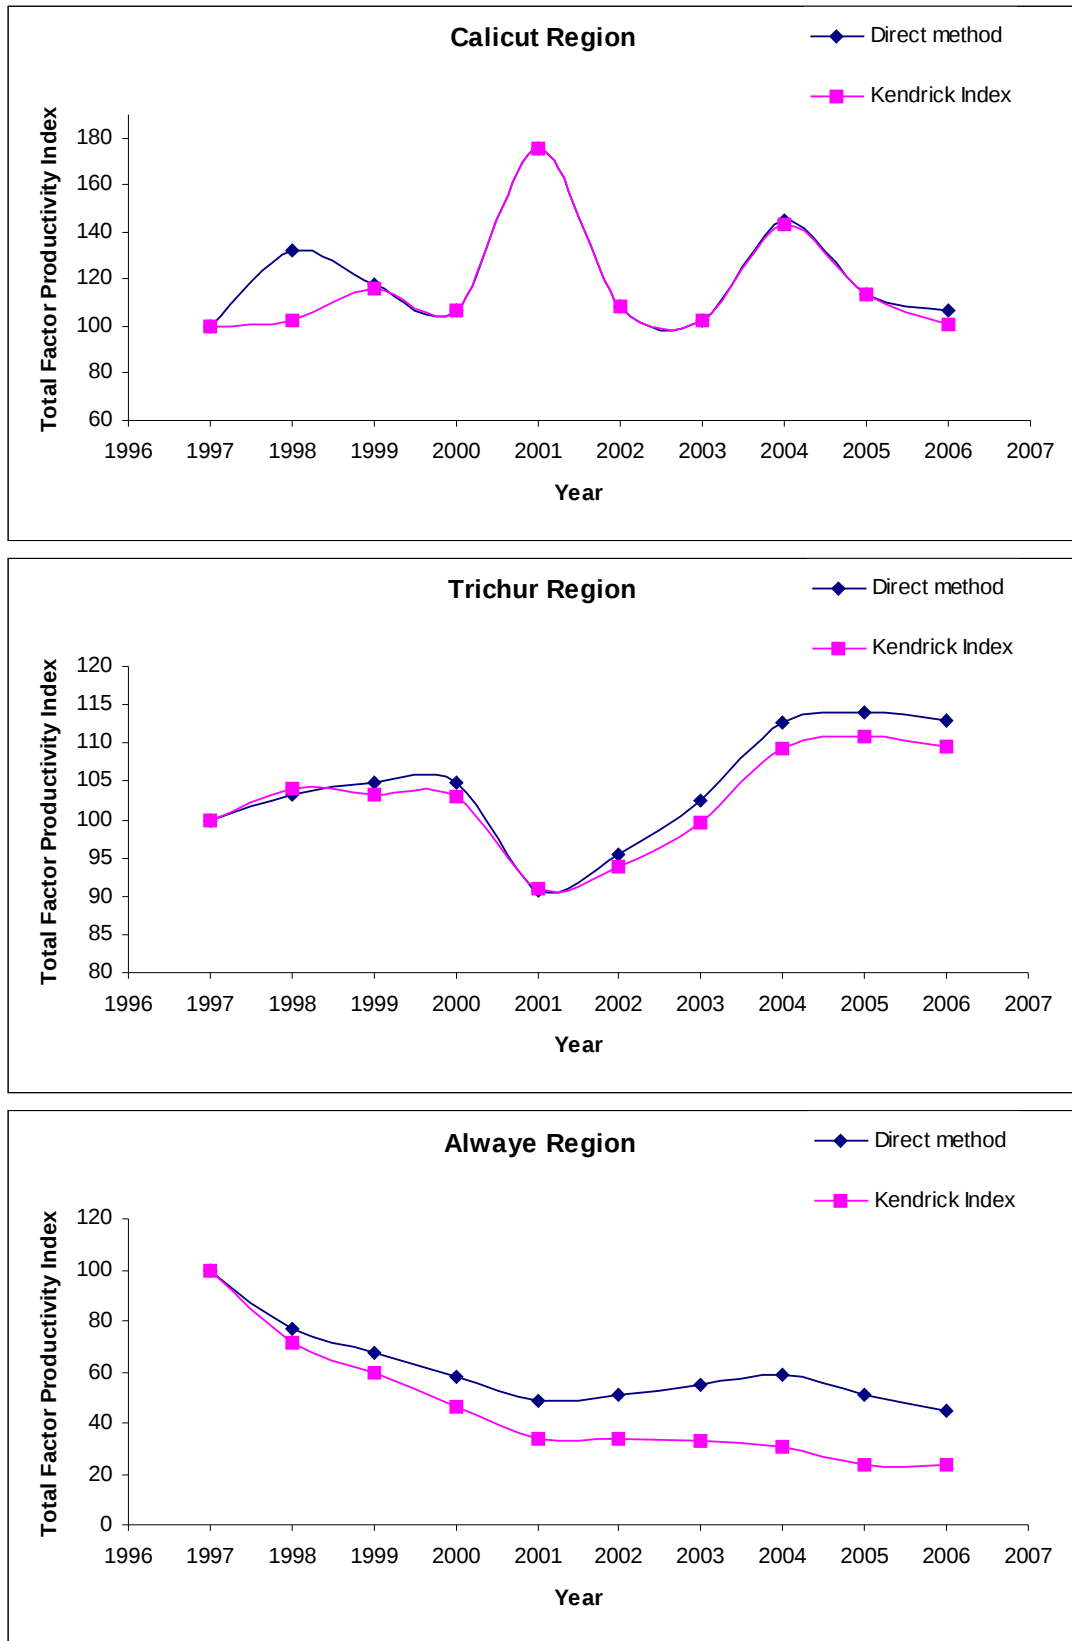 Calicut Region
Direct method
Kendrick Index
Total Factor Productivity Index
180
160
140
120
100
80
60
1996 1997 1998 1999 2000 2001 2002 2003 2004 2005 2006 2007
Year
Trichur Region
Direct method
Kendrick Index
Total Factor Productivity Index
120
115
110
105
100
95
90
85
80
1996 1997 1998 1999 2000 2001 2002 2003 2004 2005 2006 2007
Year
Alwaye Region
Direct method
Kendrick Index
Total Factor Productivity Index
120
100
80
60
40
20
0
1996 1997 1998 1999 2000 2001 2002 2003 2004 2005 2006 2007
Year